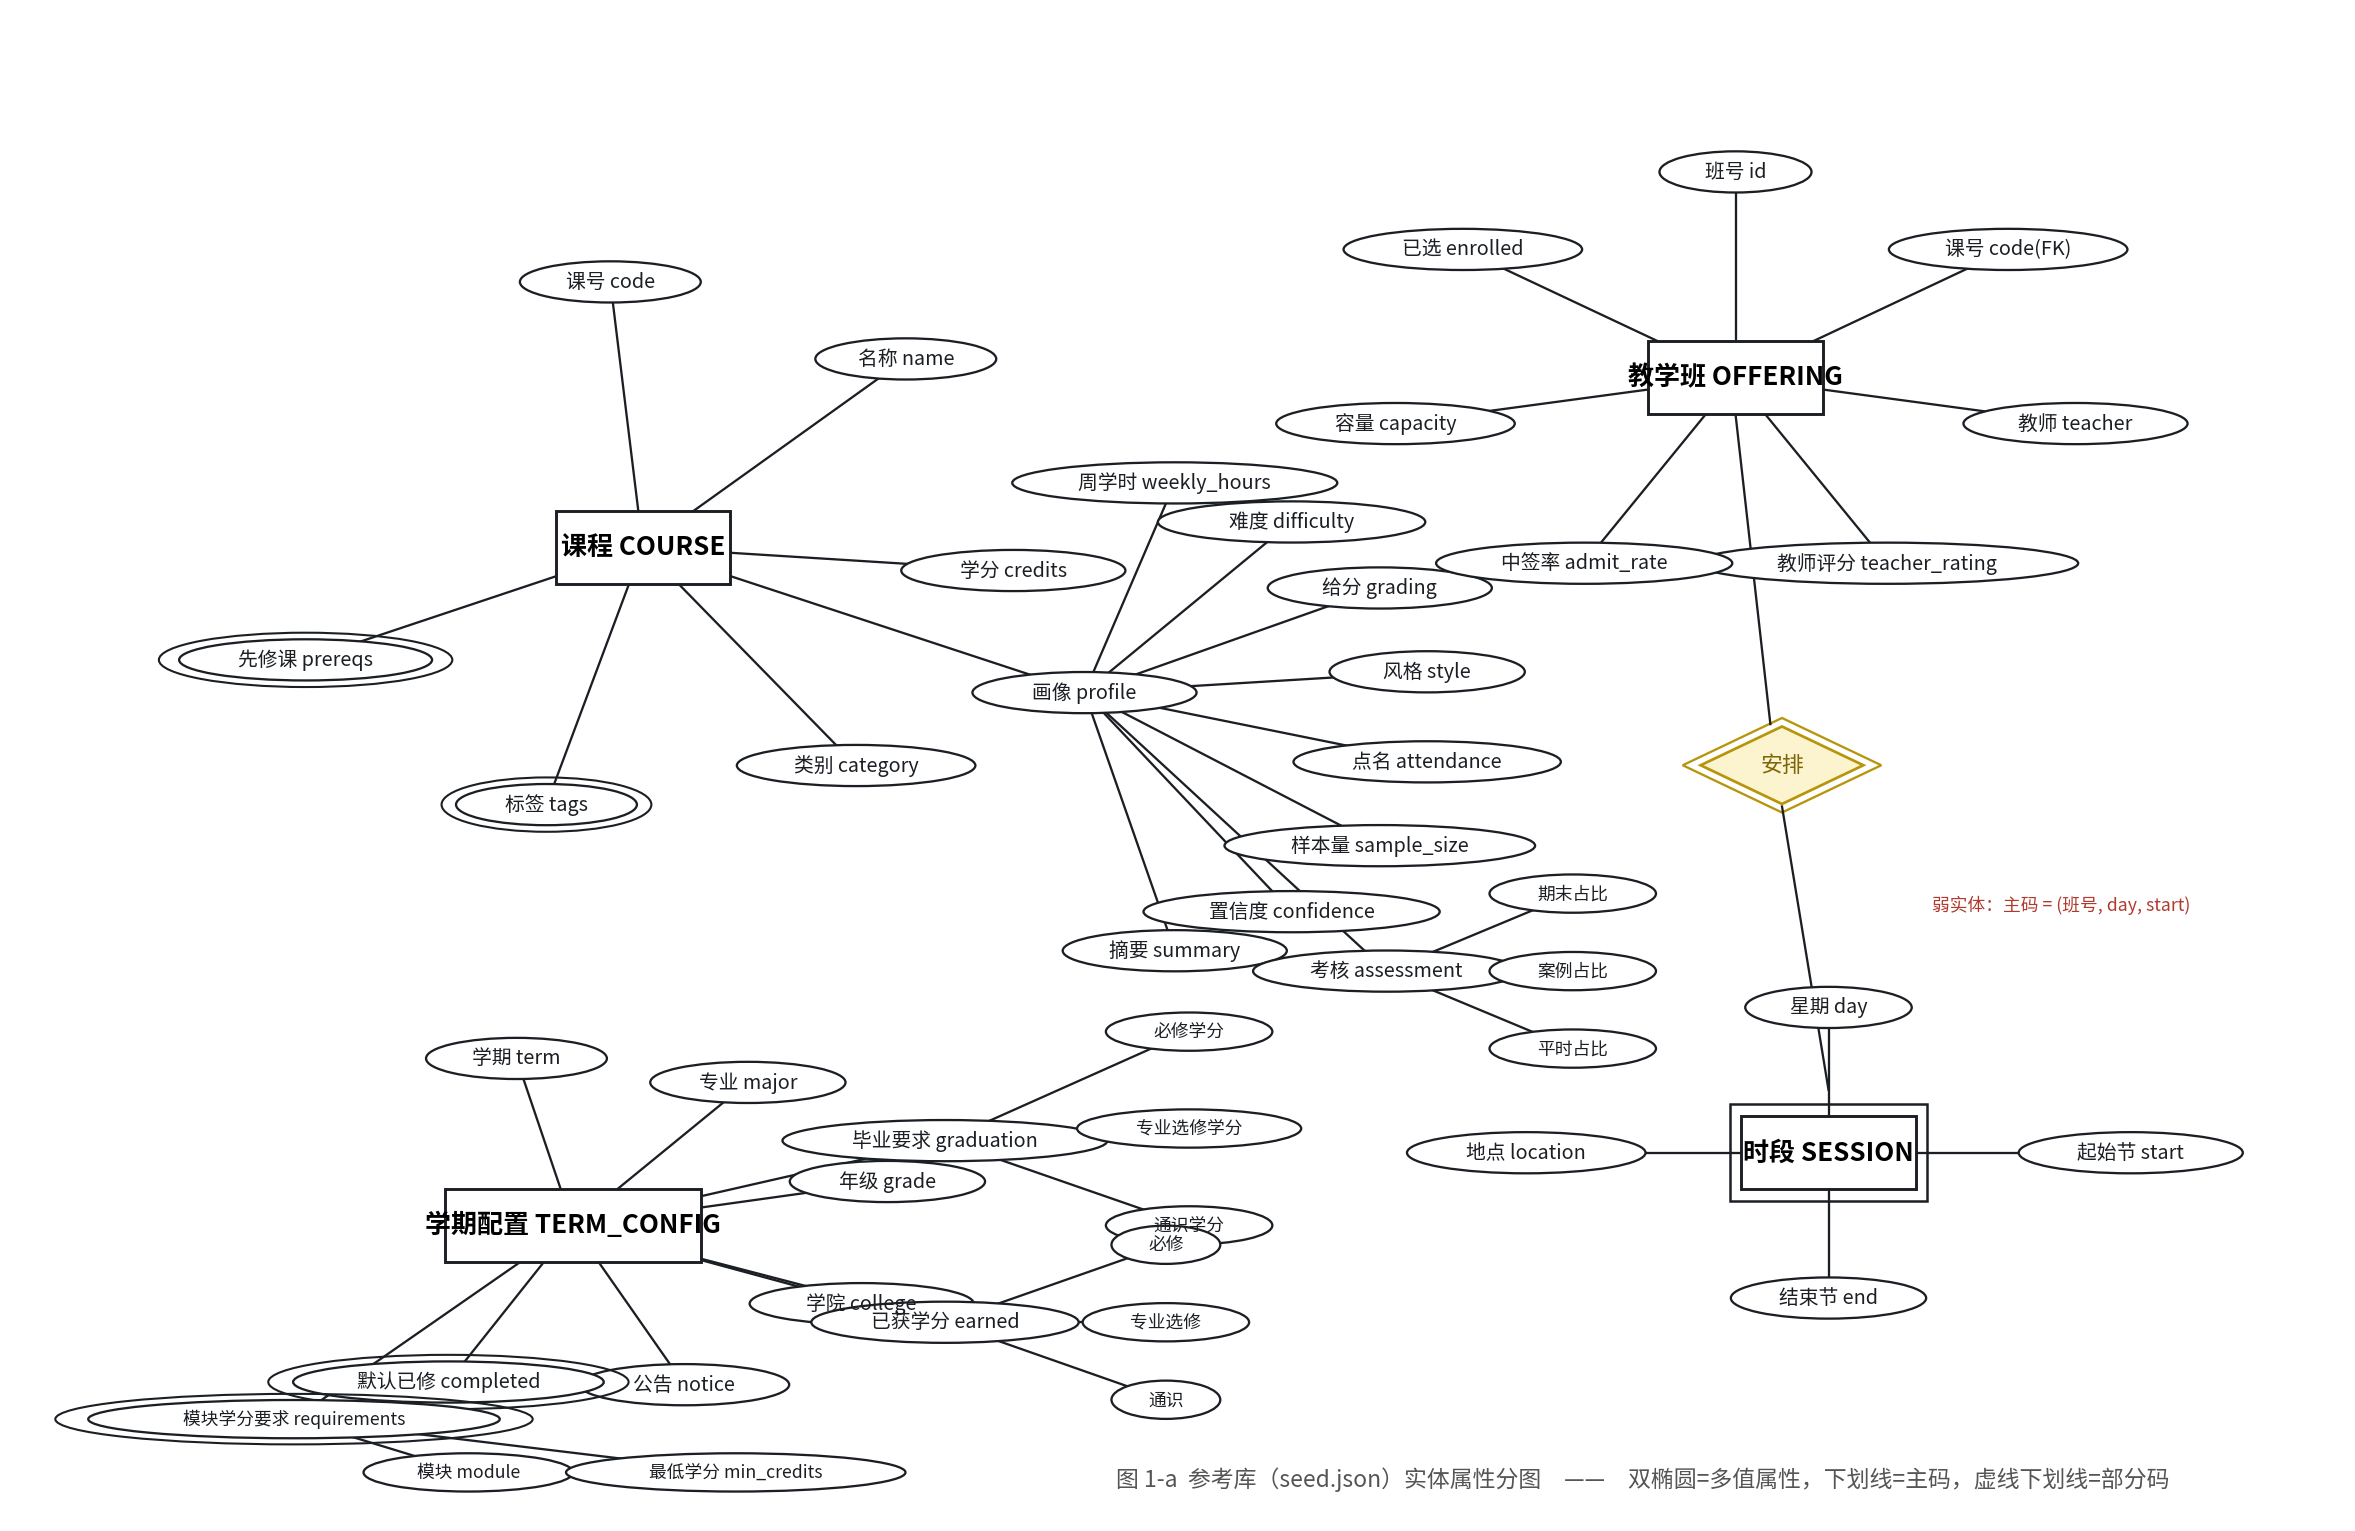 班号 id
已选 enrolled
课号 code(FK)
课号 code
名称 name
教学班 OFFERING
容量 capacity
教师 teacher
周学时 weekly_hours
难度 difficulty
课程 COURSE
学分 credits
中签率 admit_rate
教师评分 teacher_rating
给分 grading
先修课 prereqs
风格 style
画像 profile
类别 category
点名 attendance
安排
标签 tags
样本量 sample_size
期末占比
弱实体：主码 = (班号, day, start)
置信度 confidence
摘要 summary
考核 assessment
案例占比
星期 day
必修学分
平时占比
学期 term
专业 major
毕业要求 graduation
专业选修学分
地点 location
时段 SESSION
起始节 start
年级 grade
学期配置 TERM_CONFIG
通识学分
必修
学院 college
已获学分 earned
专业选修
结束节 end
默认已修 completed
公告 notice
通识
模块学分要求 requirements
模块 module
最低学分 min_credits
图 1-a 参考库（seed.json）实体属性分图 —— 双椭圆=多值属性，下划线=主码，虚线下划线=部分码